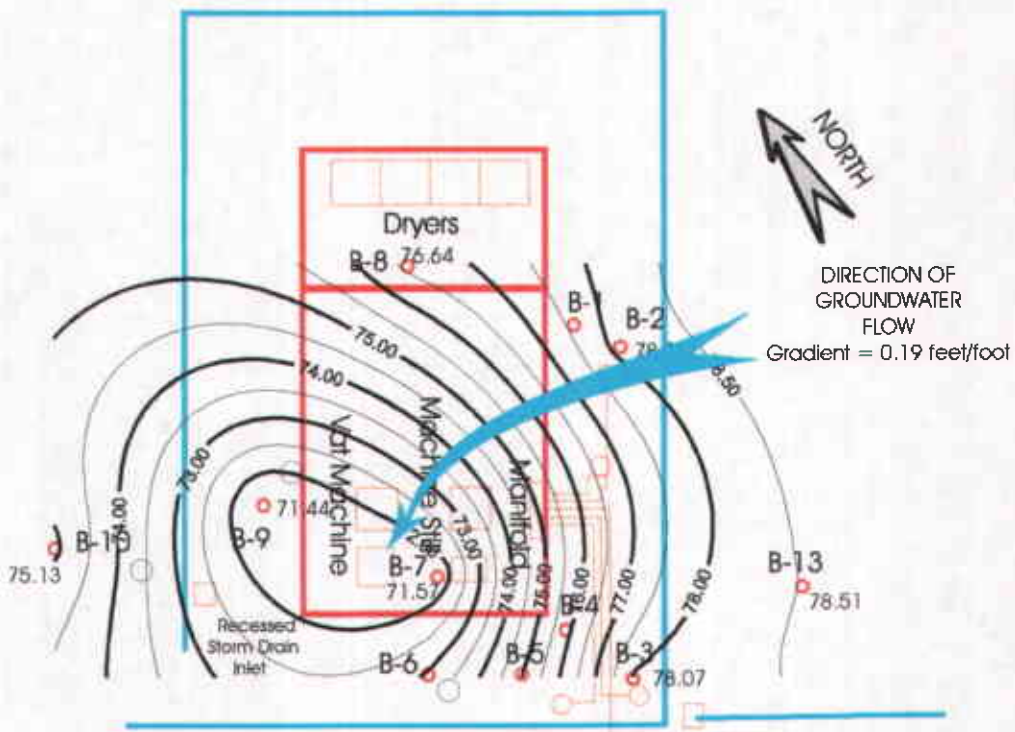 NORTH
DIRECTION OF
GROUNDWATER
FLOW
Gradient = 0.19 feet/foot
Dryers
B-8 76.64
B-1
B-2
78.
8.50
75.00
74.00
73.00
Vat Machine
Machine Still
Manifold
71.44
B-9
73.00
B-7
71.57
74.00
75.00
77.00
78.00
74.00
75.13
B-13
78.51
B-4
Recessed
Storm Drain
Inlet
B-6
B-5
B-3
78.07